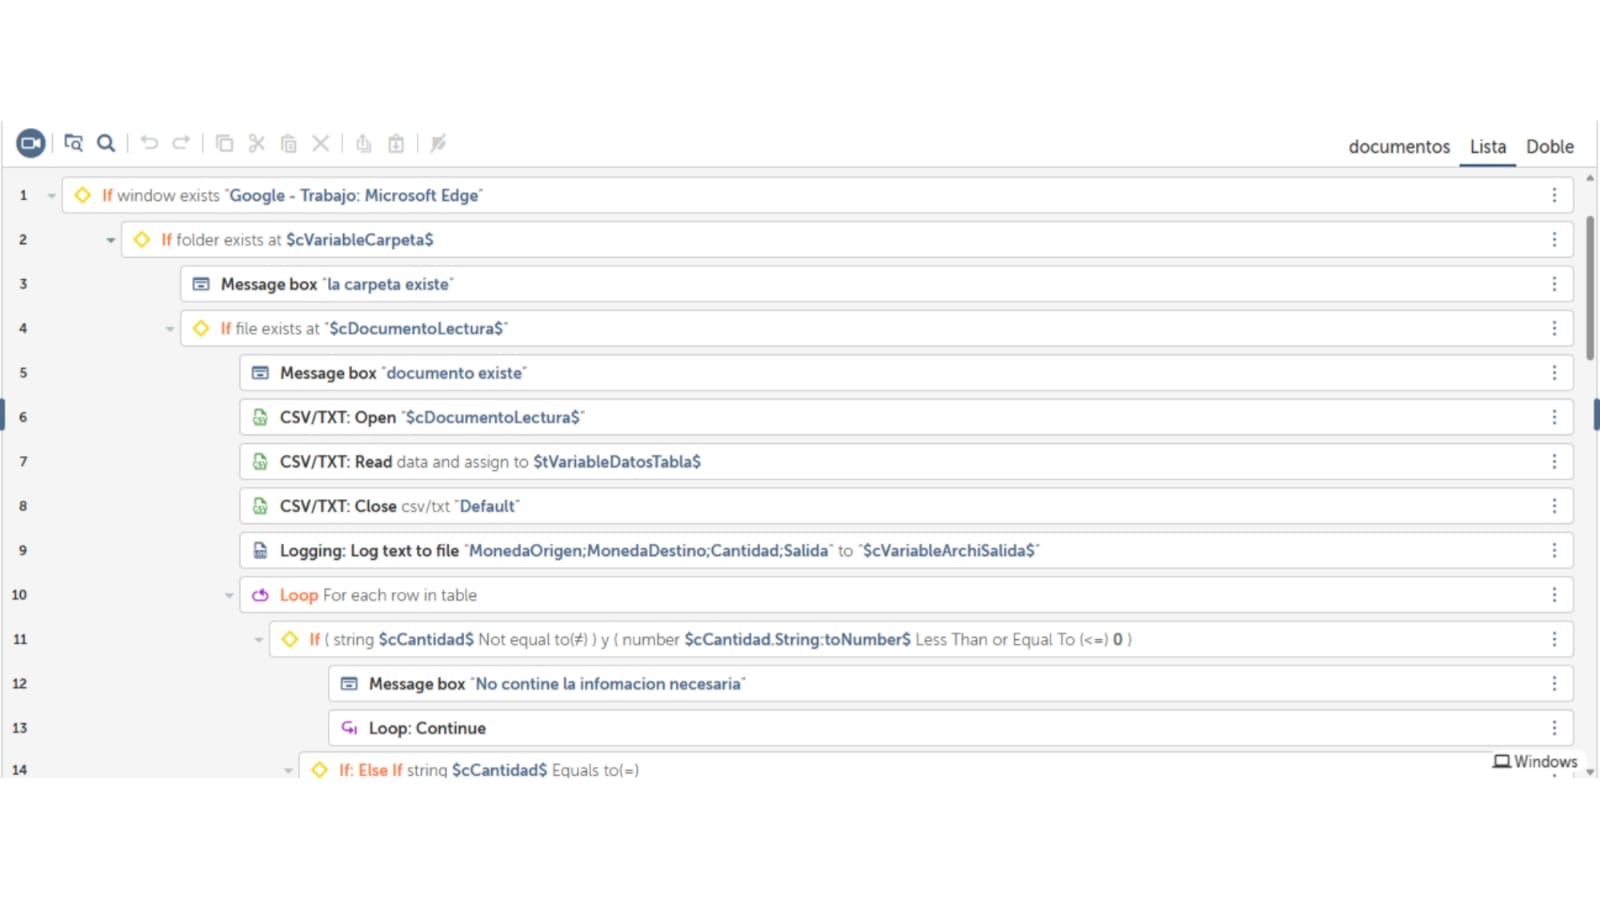 documentos Lista Doble
1 If window exists "Google - Trabajo: Microsoft Edge"
2 If folder exists at $cVariableCarpeta$
3 Message box "la carpeta existe"
4 If file exists at "$cDocumentoLectura$"
5 Message box "documento existe"
6 CSV/TXT: Open "$cDocumentoLectura$"
7 CSV/TXT: Read data and assign to $tVariableDatosTabla$
8 CSV/TXT: Close csv/txt "Default"
9 Logging: Log text to file "MonedaOrigen;MonedaDestino;Cantidad;Salida" to "$cVariableArchiSalida$"
10 Loop For each row in table
11 If ( string $cCantidad$ Not equal to(≠) ) y ( number $cCantidad.String:toNumber$ Less Than or Equal To (<=) 0 )
12 Message box "No contine la infomacion necesaria"
13 Loop: Continue
14 If: Else If string $cCantidad$ Equals to(=)
Windows